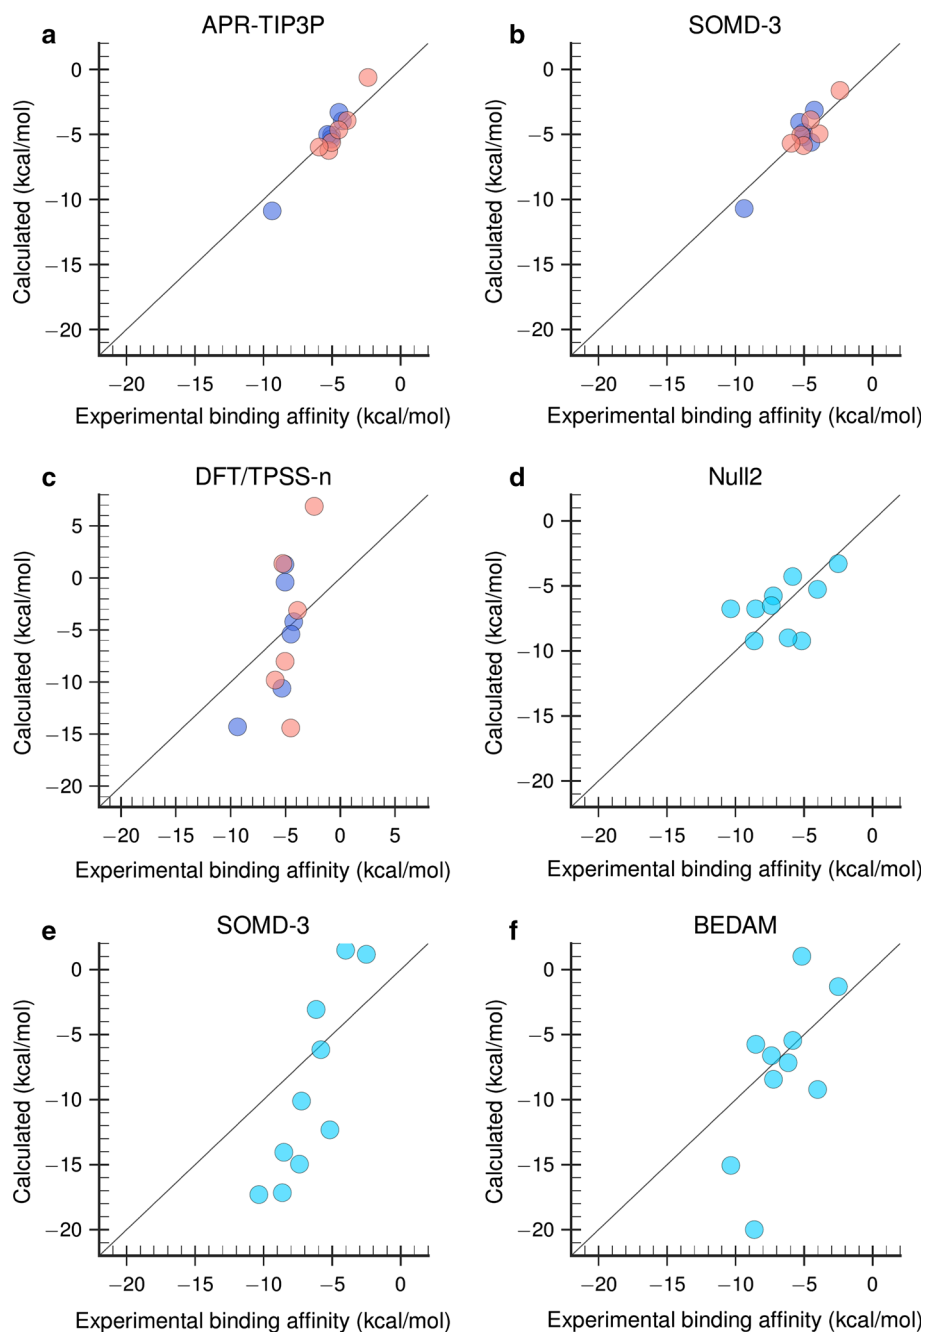 a APR-TIP3P
Calculated (kcal/mol)
0
−5
−10
−15
−20
−20 −15 −10 −5 0
Experimental binding affinity (kcal/mol)
b SOMD-3
Calculated (kcal/mol)
0
−5
−10
−15
−20
−20 −15 −10 −5 0
Experimental binding affinity (kcal/mol)
c DFT/TPSS-n
Calculated (kcal/mol)
5
0
−5
−10
−15
−20
−20 −15 −10 −5 0 5
Experimental binding affinity (kcal/mol)
d Null2
Calculated (kcal/mol)
0
−5
−10
−15
−20
−20 −15 −10 −5 0
Experimental binding affinity (kcal/mol)
e SOMD-3
Calculated (kcal/mol)
0
−5
−10
−15
−20
−20 −15 −10 −5 0
Experimental binding affinity (kcal/mol)
f BEDAM
Calculated (kcal/mol)
0
−5
−10
−15
−20
−20 −15 −10 −5 0
Experimental binding affinity (kcal/mol)